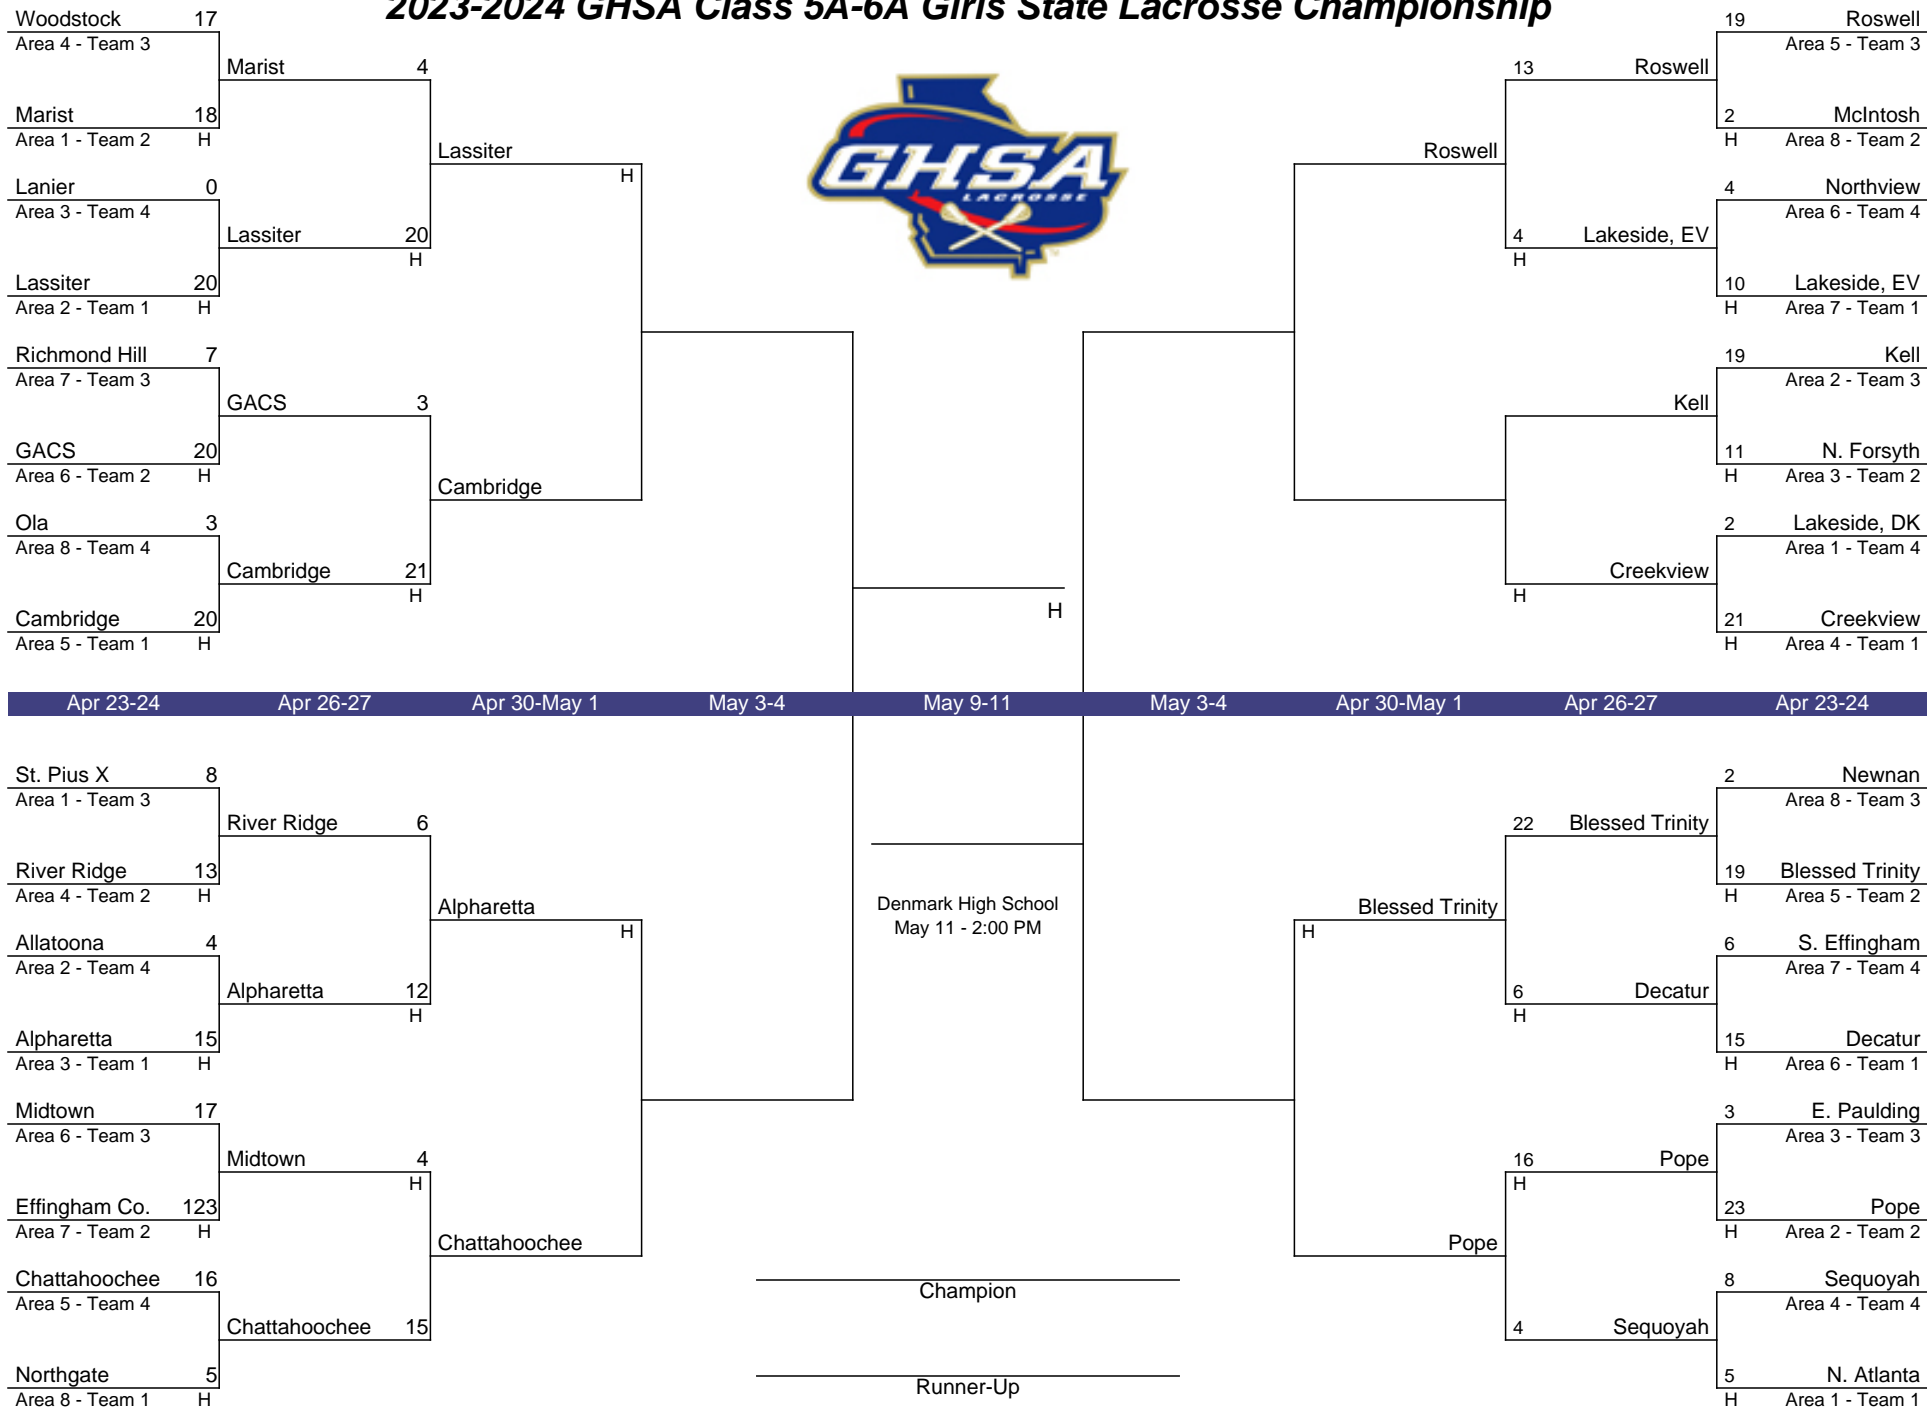 2023-2024 GHSA Class 5A-6A Girls State Lacrosse Championship
Woodstock 17
Area 4 - Team 3
Marist 4
Marist 18
Area 1 - Team 2 H
Lassiter
H
Lanier 0
Area 3 - Team 4
Lassiter 20
H
Lassiter 20
Area 2 - Team 1 H
Richmond Hill 7
Area 7 - Team 3
GACS 3
GACS 20
Area 6 - Team 2 H
Cambridge
Ola 3
Area 8 - Team 4
Cambridge 21
H
Cambridge 20
Area 5 - Team 1 H
GHSA
LACROSSE
H
19 Roswell
Area 5 - Team 3
13 Roswell
2 McIntosh
H Area 8 - Team 2
Roswell
4 Northview
Area 6 - Team 4
4 Lakeside, EV
H
10 Lakeside, EV
H Area 7 - Team 1
19 Kell
Area 2 - Team 3
Kell
11 N. Forsyth
H Area 3 - Team 2
2 Lakeside, DK
Area 1 - Team 4
Creekview
H
21 Creekview
H Area 4 - Team 1
Apr 23-24 Apr 26-27 Apr 30-May 1 May 3-4 May 9-11 May 3-4 Apr 30-May 1 Apr 26-27 Apr 23-24
St. Pius X 8
Area 1 - Team 3
River Ridge 6
River Ridge 13
Area 4 - Team 2 H
Alpharetta
H
Allatoona 4
Area 2 - Team 4
Alpharetta 12
H
Alpharetta 15
Area 3 - Team 1 H
Midtown 17
Area 6 - Team 3
Midtown 4
H
Effingham Co. 123
Area 7 - Team 2 H
Chattahoochee
Chattahoochee 16
Area 5 - Team 4
Chattahoochee 15
Northgate 5
Area 8 - Team 1 H
Denmark High School
May 11 - 2:00 PM
Champion
Runner-Up
2 Newnan
Area 8 - Team 3
22 Blessed Trinity
19 Blessed Trinity
H Area 5 - Team 2
Blessed Trinity
H
6 S. Effingham
Area 7 - Team 4
6 Decatur
H
15 Decatur
H Area 6 - Team 1
3 E. Paulding
Area 3 - Team 3
16 Pope
H
23 Pope
H Area 2 - Team 2
Pope
8 Sequoyah
Area 4 - Team 4
4 Sequoyah
5 N. Atlanta
H Area 1 - Team 1